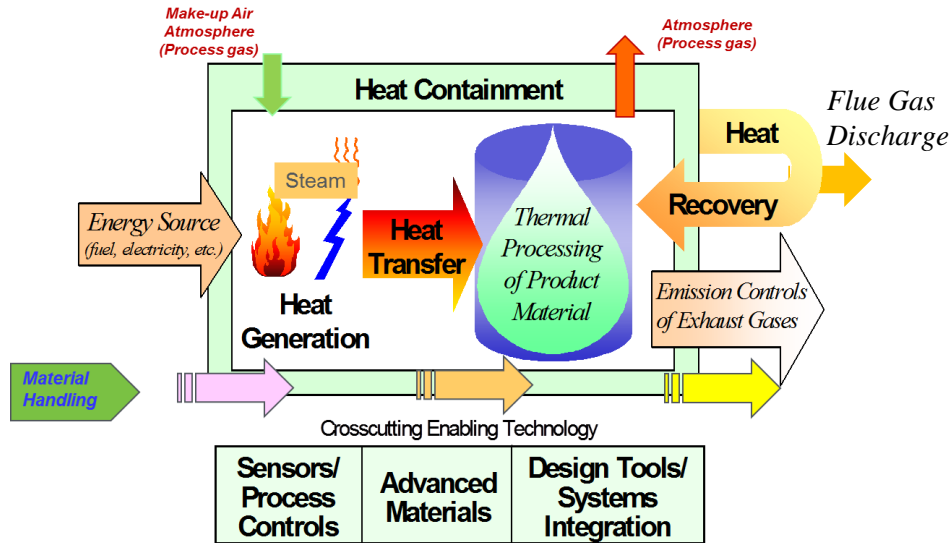 Make-up Air
Atmosphere
(Process gas)
Atmosphere
(Process gas)
Heat Containment
Flue Gas
Discharge
Heat
Recovery
Steam
Energy Source
(fuel, electricity, etc.)
Heat
Transfer
Thermal
Processing
of Product
Material
Heat
Generation
Emission Controls
of Exhaust Gases
Material
Handling
Crosscutting Enabling Technology
Sensors/
Process
Controls
Advanced
Materials
Design Tools/
Systems
Integration